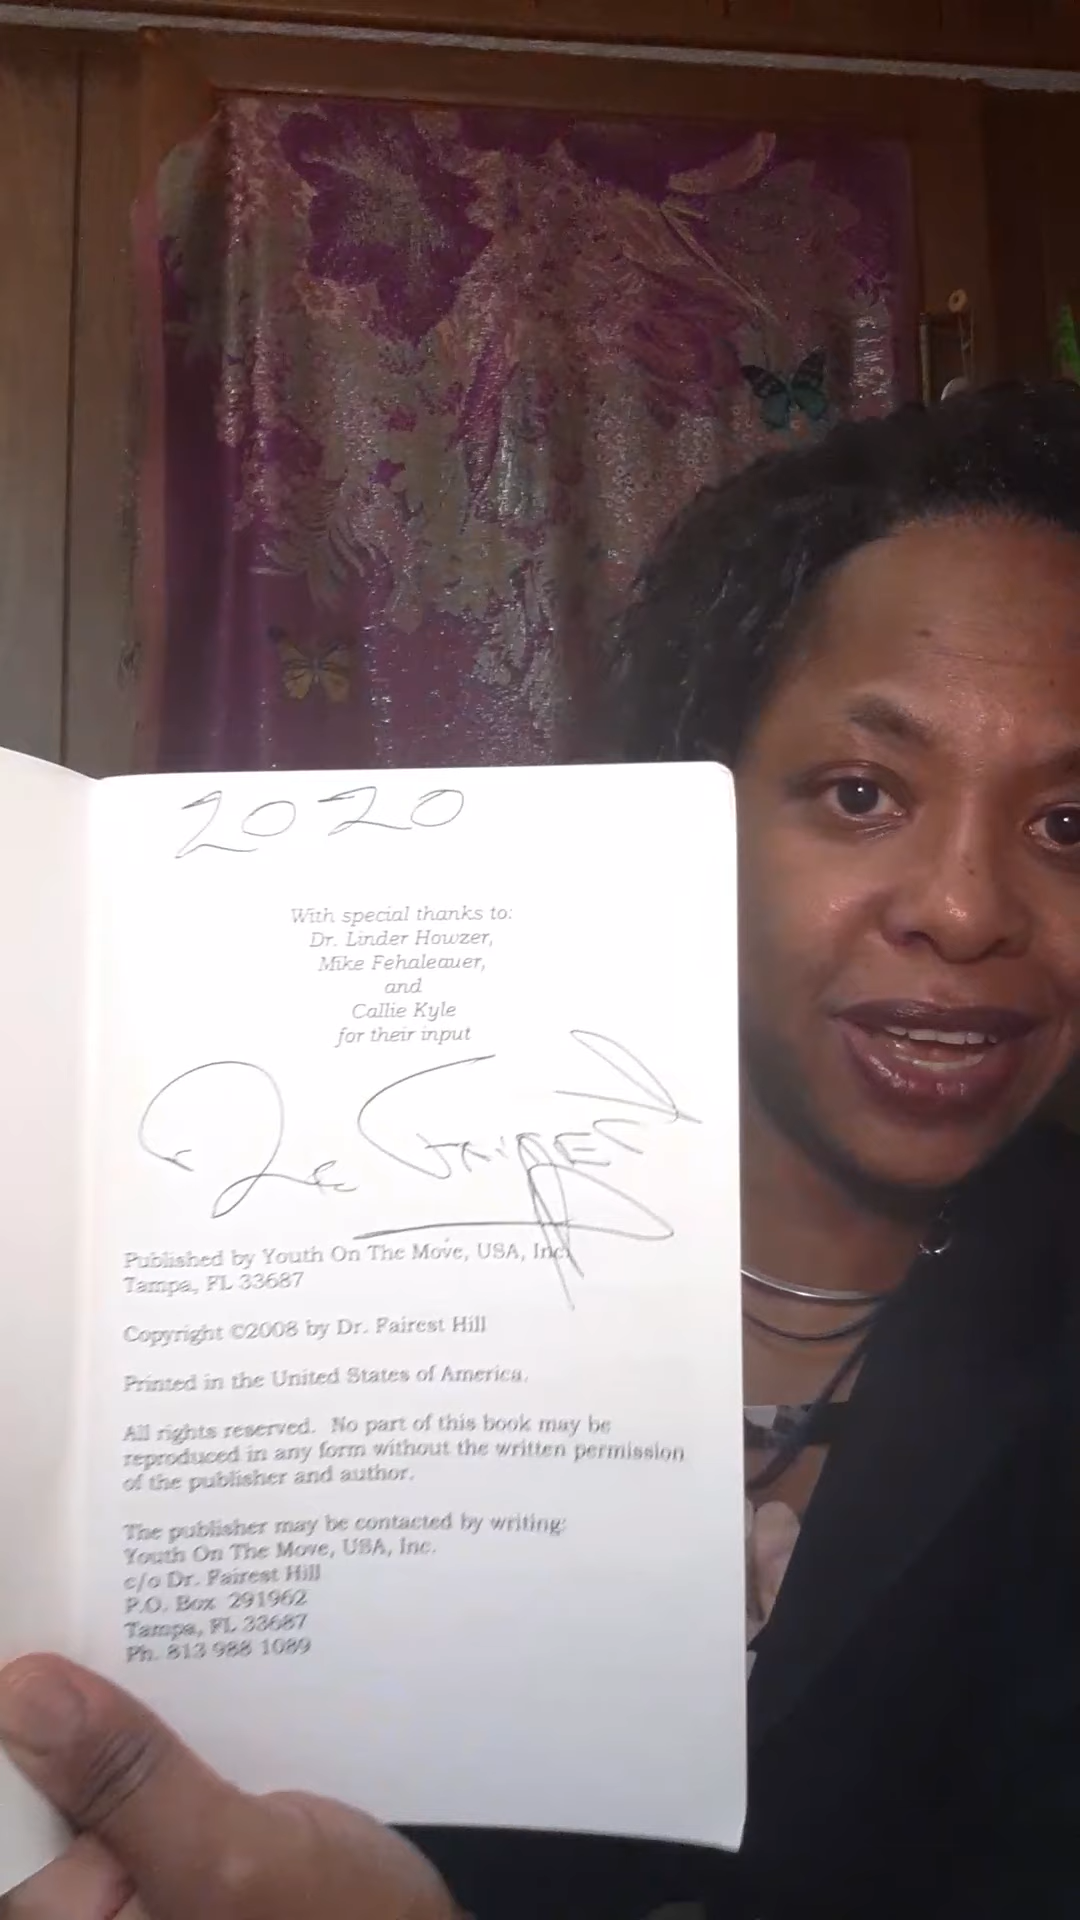 2020
With special thanks to:
Dr. Linder Howzer,
Mike Fehaleauer,
and
Callie Kyle
for their input
Dr. Fairest
Published by Youth On The Move, USA, Inc.
Tampa, FL 33687
Copyright ©2008 by Dr. Fairest Hill
Printed in the United States of America.
All rights reserved. No part of this book may be
reproduced in any form without the written permission
of the publisher and author.
The publisher may be contacted by writing:
Youth On The Move, USA, Inc.
c/o Dr. Fairest Hill
P.O. Box 291962
Tampa, FL 33687
Ph. 813 988 1089